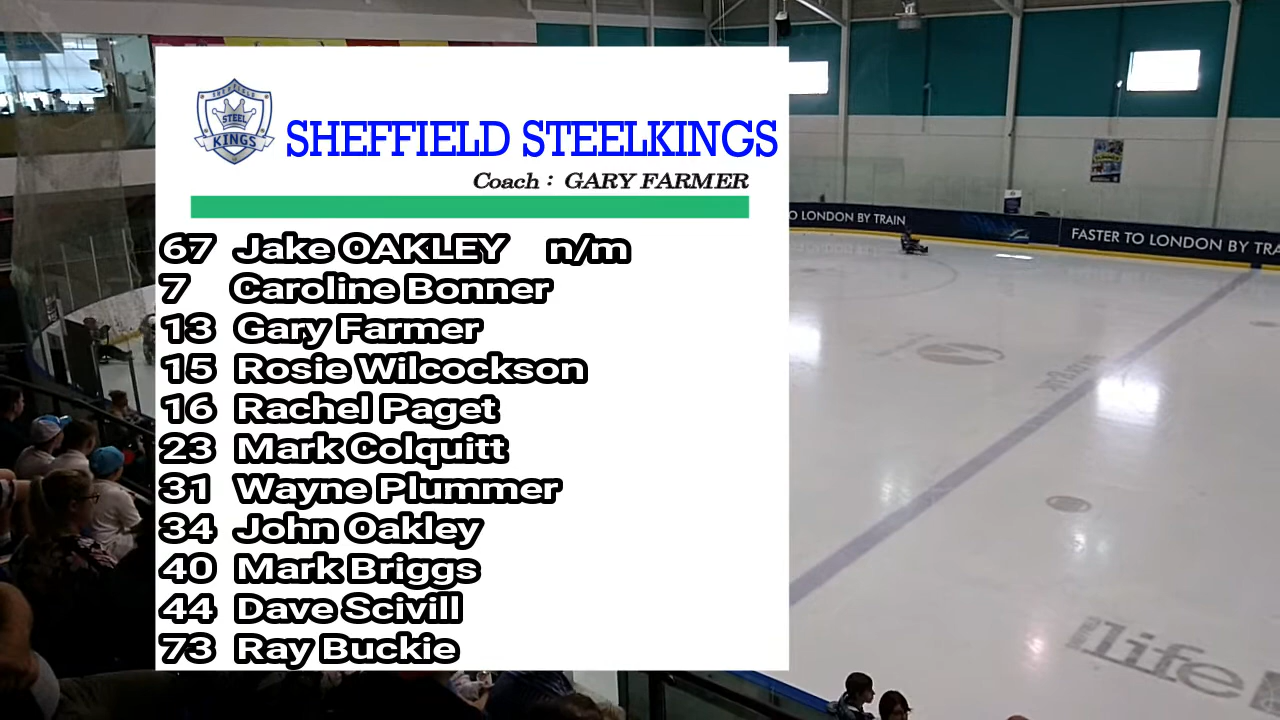 SHEFFIELD
STEEL
KINGS
SHEFFIELD STEELKINGS
Coach : GARY FARMER
67 Jake OAKLEY n/m
7 Caroline Bonner
13 Gary Farmer
15 Rosie Wilcockson
16 Rachel Paget
23 Mark Colquitt
31 Wayne Plummer
34 John Oakley
40 Mark Briggs
44 Dave Scivill
73 Ray Buckie
O LONDON BY TRAIN
FASTER TO LONDON BY TRA
life